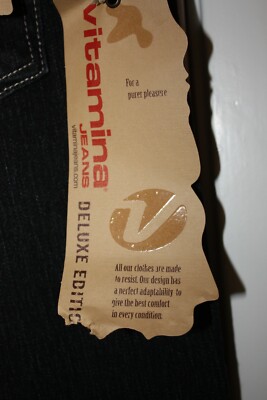 vitamina
JEANS
vitaminajeans.com
DELUXE EDITIO
For a
purer pleasure
All our clothes are made
to resist. Our design has
a perfect adaptability to
give the best comfort
in every condition.